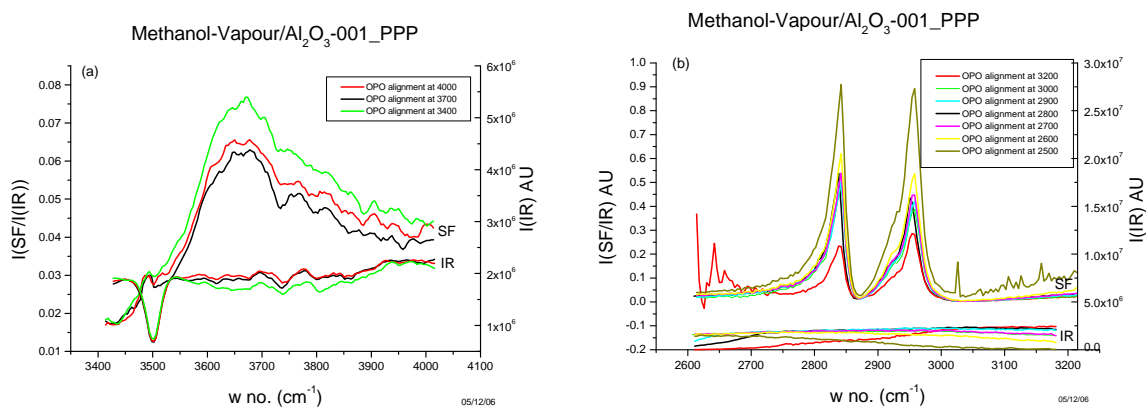 Methanol-Vapour/Al2O3-001_PPP
(a)
OPO alignment at 4000
OPO alignment at 3700
OPO alignment at 3400
I(SF/I(IR))
0.08
0.07
0.06
0.05
0.04
0.03
0.02
0.01
6x10^6
5x10^6
4x10^6
3x10^6
2x10^6
1x10^6
I(IR) AU
SF
IR
3400 3500 3600 3700 3800 3900 4000 4100
w no. (cm-1)
05/12/06
Methanol-Vapour/Al2O3-001_PPP
(b)
OPO alignment at 3200
OPO alignment at 3000
OPO alignment at 2900
OPO alignment at 2800
OPO alignment at 2700
OPO alignment at 2600
OPO alignment at 2500
I(SF/IR) AU
1.0
0.9
0.8
0.7
0.6
0.5
0.4
0.3
0.2
0.1
0.0
-0.1
-0.2
3.0x10^7
2.5x10^7
2.0x10^7
1.5x10^7
1.0x10^7
5.0x10^6
0.0
I(IR) AU
SF
IR
2600 2700 2800 2900 3000 3100 3200
w no. (cm-1)
05/12/06